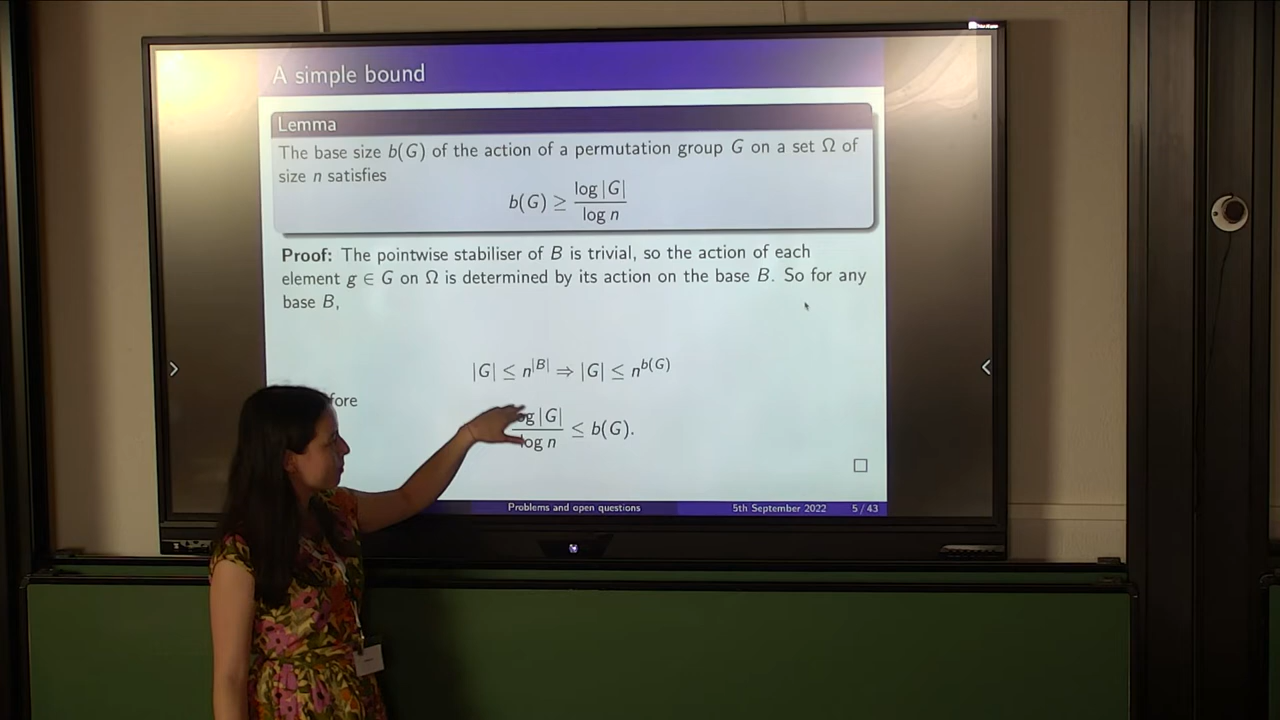 A simple bound
Lemma
The base size b(G) of the action of a permutation group G on a set Ω of
size n satisfies
b(G) ≥ log |G| / log n
Proof: The pointwise stabiliser of B is trivial, so the action of each
element g ∈ G on Ω is determined by its action on the base B. So for any
base B,
|G| ≤ n^|B| ⇒ |G| ≤ n^b(G)
fore
og |G| / log n ≤ b(G).
□
Problems and open questions 5th September 2022 5 / 43